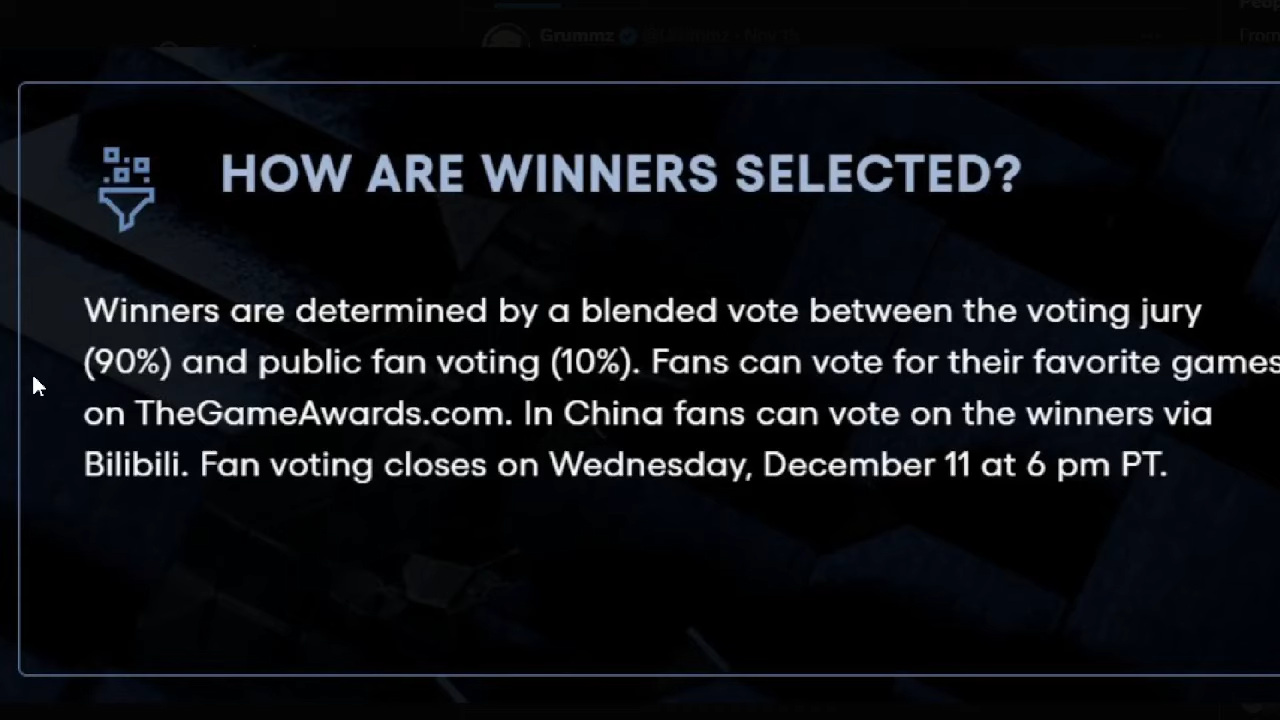 Grummz
HOW ARE WINNERS SELECTED?
Winners are determined by a blended vote between the voting jury
(90%) and public fan voting (10%). Fans can vote for their favorite games
on TheGameAwards.com. In China fans can vote on the winners via
Bilibili. Fan voting closes on Wednesday, December 11 at 6 pm PT.